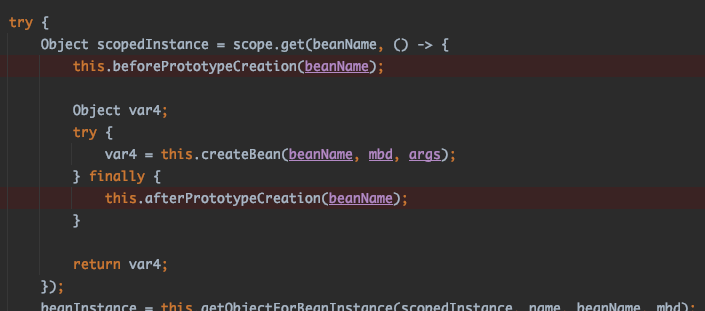 try {
Object scopedInstance = scope.get(beanName, () -> {
this.beforePrototypeCreation(beanName);
Object var4;
try {
var4 = this.createBean(beanName, mbd, args);
} finally {
this.afterPrototypeCreation(beanName);
}
return var4;
});
beanInstance = this.getObjectForBeanInstance(scopedInstance, name, beanName, mbd);